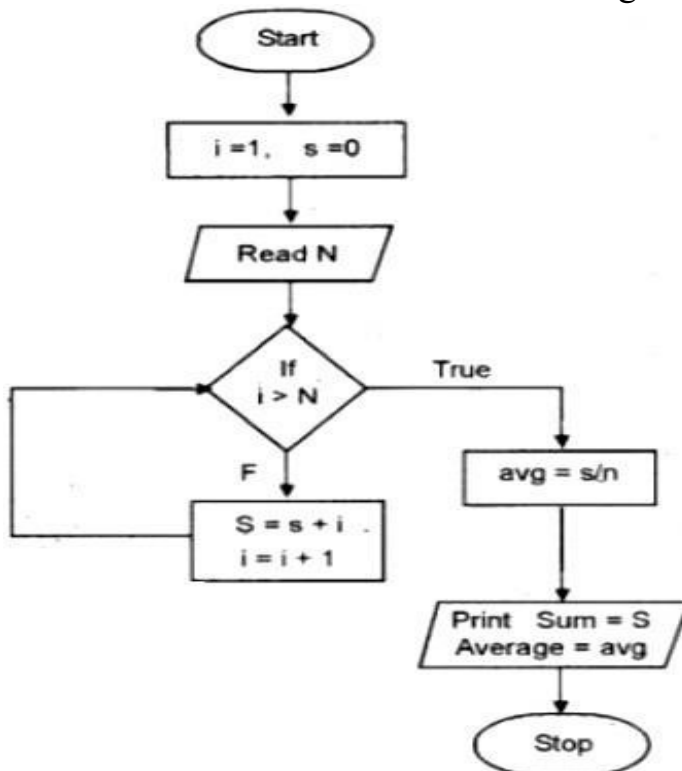 Start
i =1, s =0
Read N
If
i > N
True
F
S = s + i
i = i + 1
avg = s/n
Print Sum = S
Average = avg
Stop